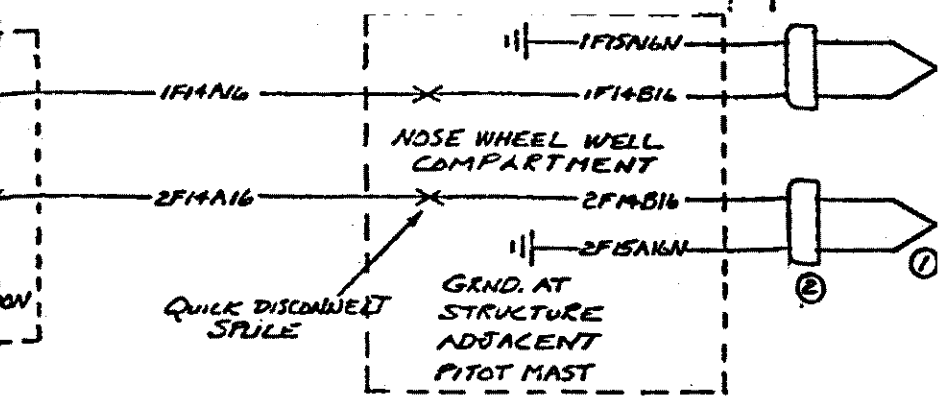 1F15A16N
1F14A16
1F14B16
NOSE WHEEL WELL
COMPARTMENT
2F14A16
2F14B16
2F15A16N
①
②
GRND. AT
STRUCTURE
ADJACENT
PITOT MAST
QUICK DISCONNECT
SPLICE